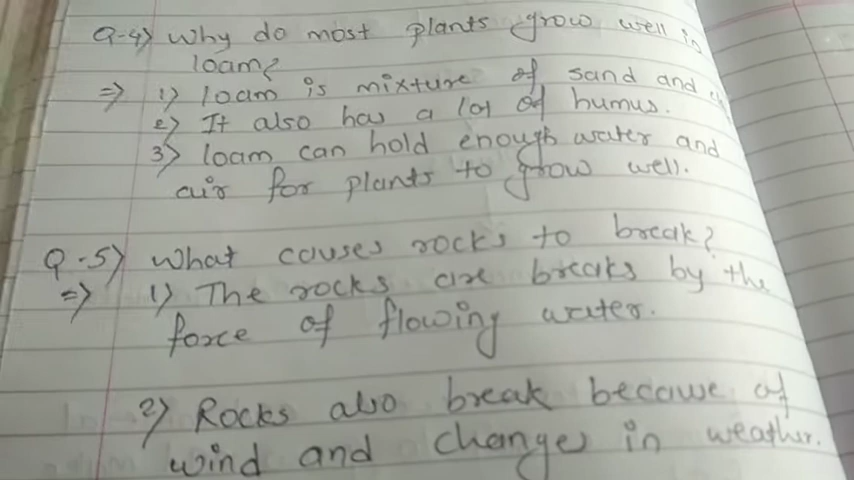 Q-4) Why do most plants grow well in
loam?
=> 1) loam is mixture of sand and
2) It also has a lot of humus.
3) loam can hold enough water and
air for plants to grow well.
Q-5) What causes rocks to break?
=> 1) The rocks are breaks by the
force of flowing water.
2) Rocks also break because of
wind and changes in weather.